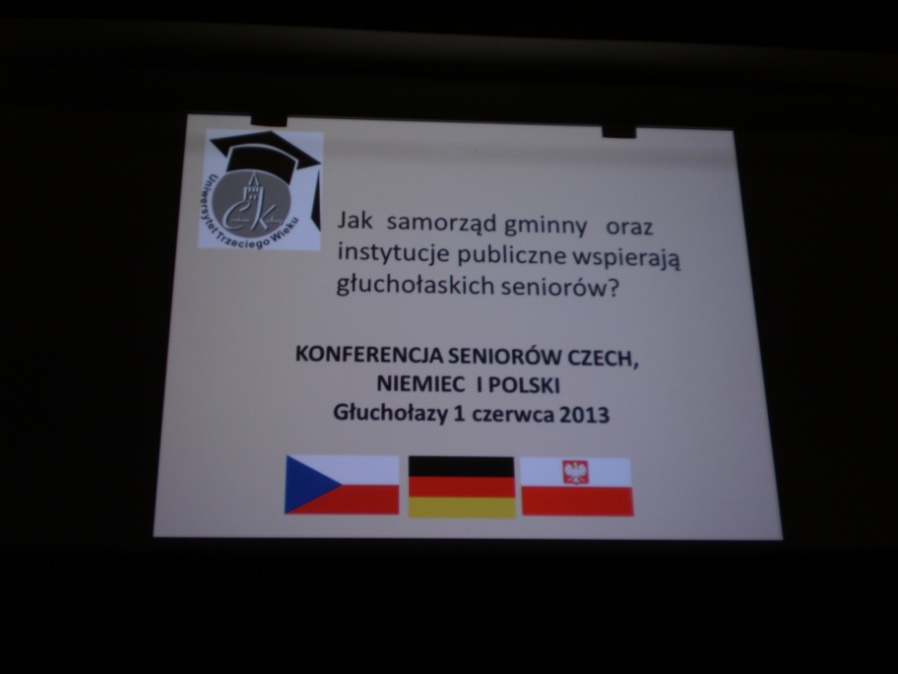 Uniwersytet Trzeciego Wieku
Jak samorząd gminny oraz
instytucje publiczne wspierają
głuchołaskich seniorów?
KONFERENCJA SENIORÓW CZECH,
NIEMIEC I POLSKI
Głuchołazy 1 czerwca 2013